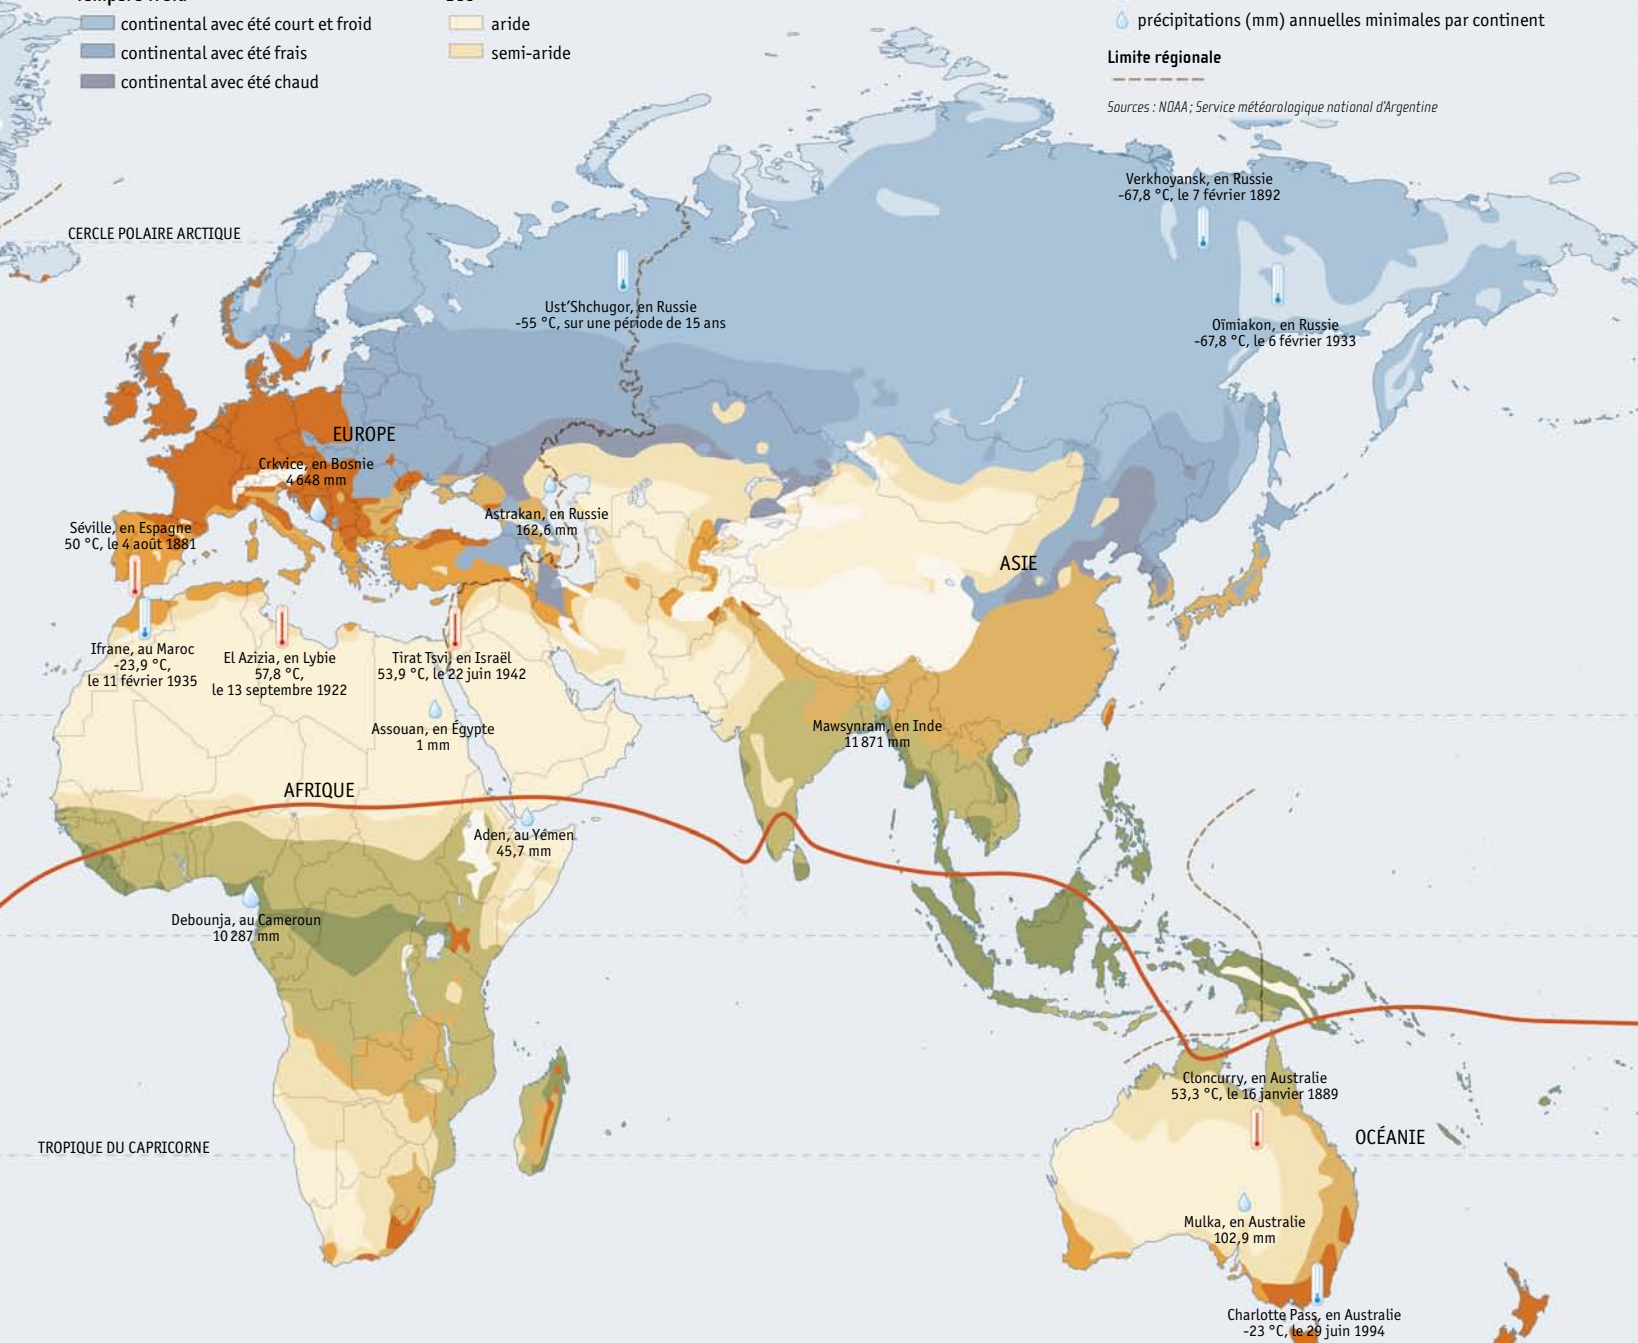 continental avec été court et froid
continental avec été frais
continental avec été chaud
aride
semi-aride
précipitations (mm) annuelles minimales par continent
Limite régionale
Sources : NOAA ; Service météorologique national d'Argentine
Verkhoyansk, en Russie
-67,8 °C, le 7 février 1892
CERCLE POLAIRE ARCTIQUE
Ust'Shchugor, en Russie
-55 °C, sur une période de 15 ans
Oïmiakon, en Russie
-67,8 °C, le 6 février 1933
EUROPE
Crkvice, en Bosnie
4 648 mm
Séville, en Espagne
50 °C, le 4 août 1881
Astrakan, en Russie
162,6 mm
ASIE
Ifrane, au Maroc
-23,9 °C,
le 11 février 1935
El Azizia, en Lybie
57,8 °C,
le 13 septembre 1922
Tirat Tsvi, en Israël
53,9 °C, le 22 juin 1942
Assouan, en Égypte
1 mm
Mawsynram, en Inde
11 871 mm
AFRIQUE
Aden, au Yémen
45,7 mm
Debounja, au Cameroun
10 287 mm
Cloncurry, en Australie
53,3 °C, le 16 janvier 1889
OCÉANIE
TROPIQUE DU CAPRICORNE
Mulka, en Australie
102,9 mm
Charlotte Pass, en Australie
-23 °C, le 29 juin 1994